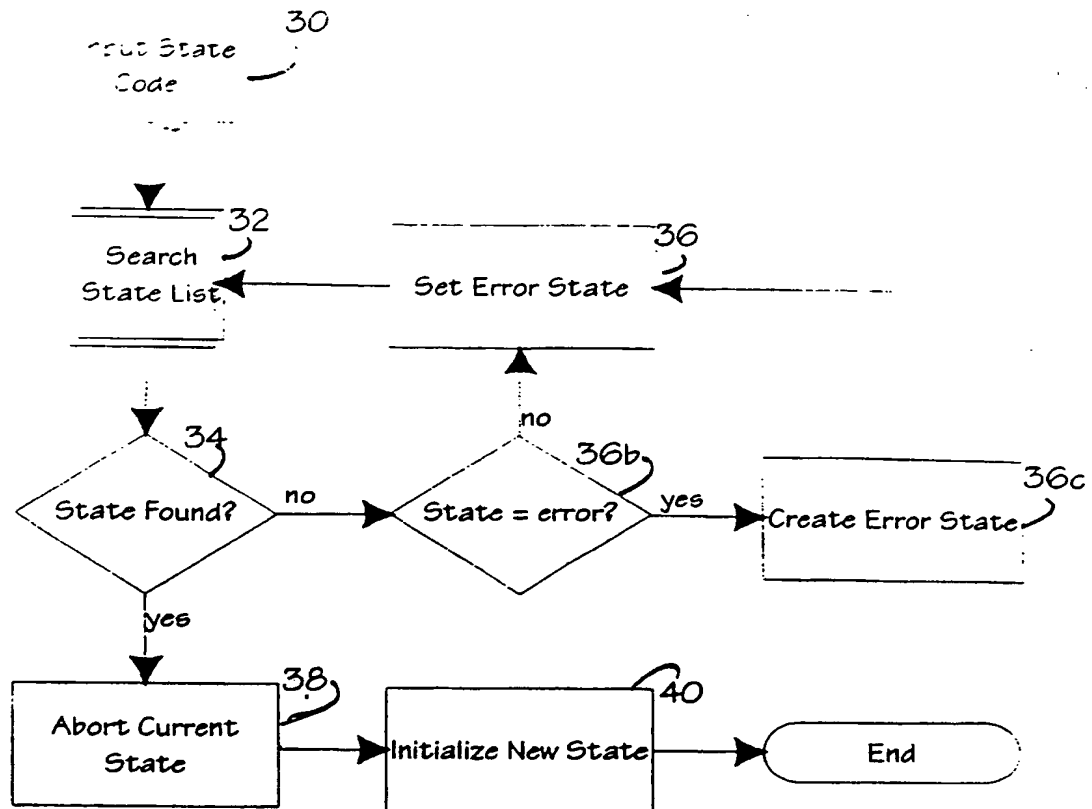 30
Input State
Code
32
Search
State List
36
Set Error State
no
34
State Found?
no
36b
State = error?
yes
36c
Create Error State
yes
38
Abort Current
State
40
Initialize New State
End